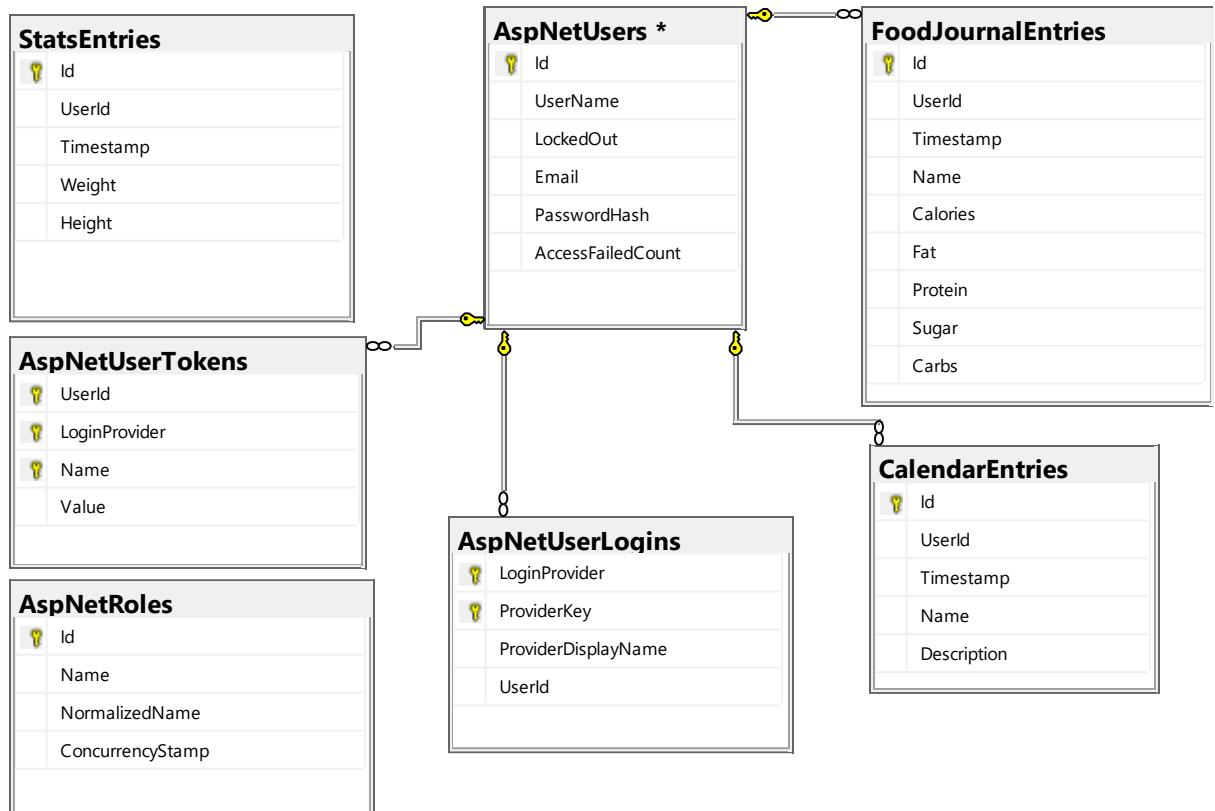 StatsEntries
Id
UserId
Timestamp
Weight
Height
AspNetUsers *
Id
UserName
LockedOut
Email
PasswordHash
AccessFailedCount
FoodJournalEntries
Id
UserId
Timestamp
Name
Calories
Fat
Protein
Sugar
Carbs
AspNetUserTokens
UserId
LoginProvider
Name
Value
AspNetUserLogins
LoginProvider
ProviderKey
ProviderDisplayName
UserId
CalendarEntries
Id
UserId
Timestamp
Name
Description
AspNetRoles
Id
Name
NormalizedName
ConcurrencyStamp